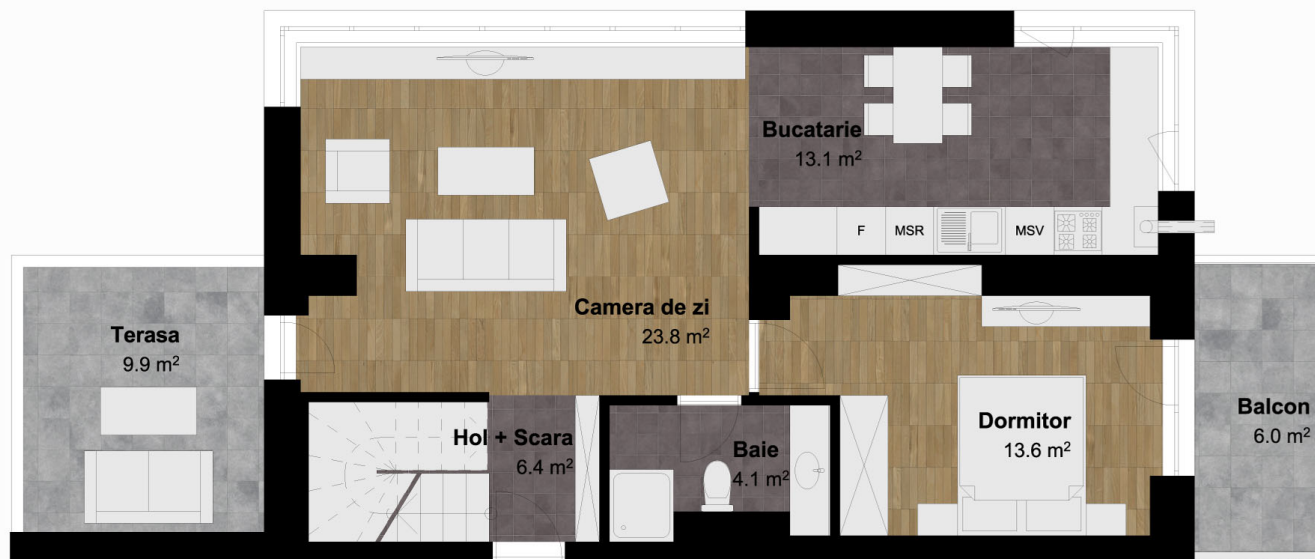 Bucatarie
13.1 m²
F
MSR
MSV
Camera de zi
23.8 m²
Terasa
9.9 m²
Hol + Scara
6.4 m²
Baie
4.1 m²
Dormitor
13.6 m²
Balcon
6.0 m²